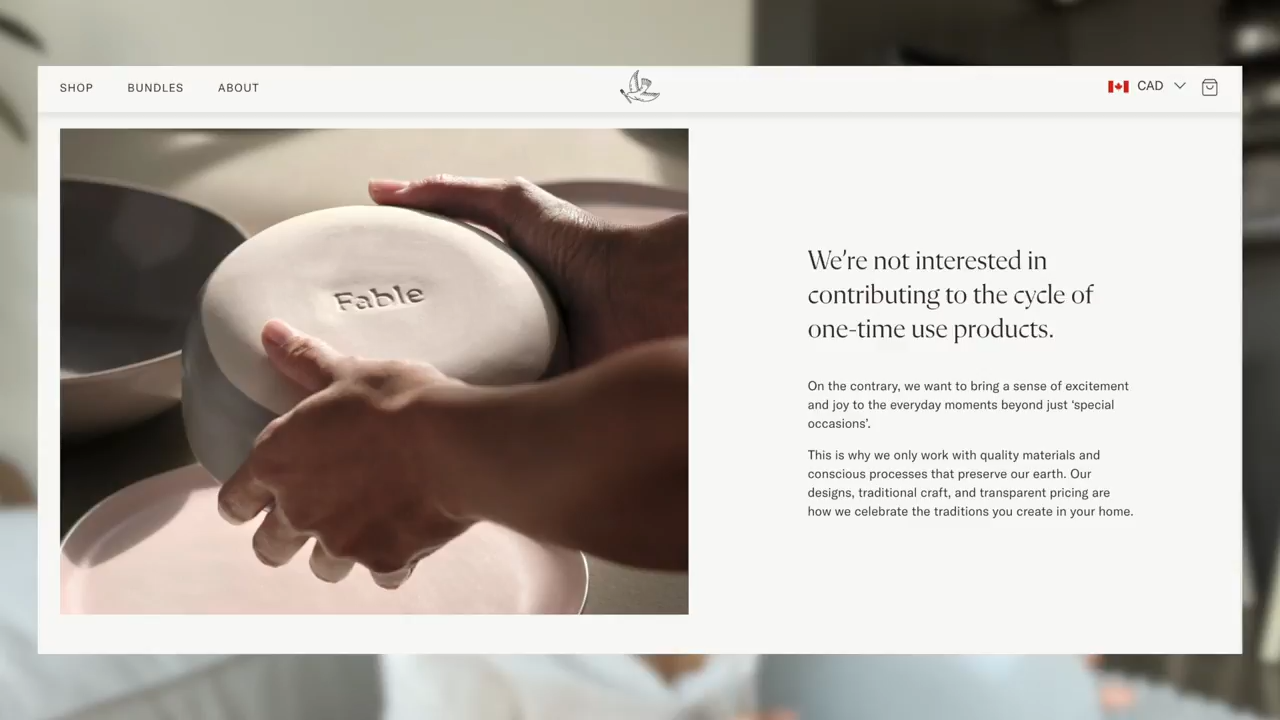 SHOP
BUNDLES
ABOUT
CAD
Fable
We're not interested in
contributing to the cycle of
one-time use products.
On the contrary, we want to bring a sense of excitement
and joy to the everyday moments beyond just ‘special
occasions’.
This is why we only work with quality materials and
conscious processes that preserve our earth. Our
designs, traditional craft, and transparent pricing are
how we celebrate the traditions you create in your home.